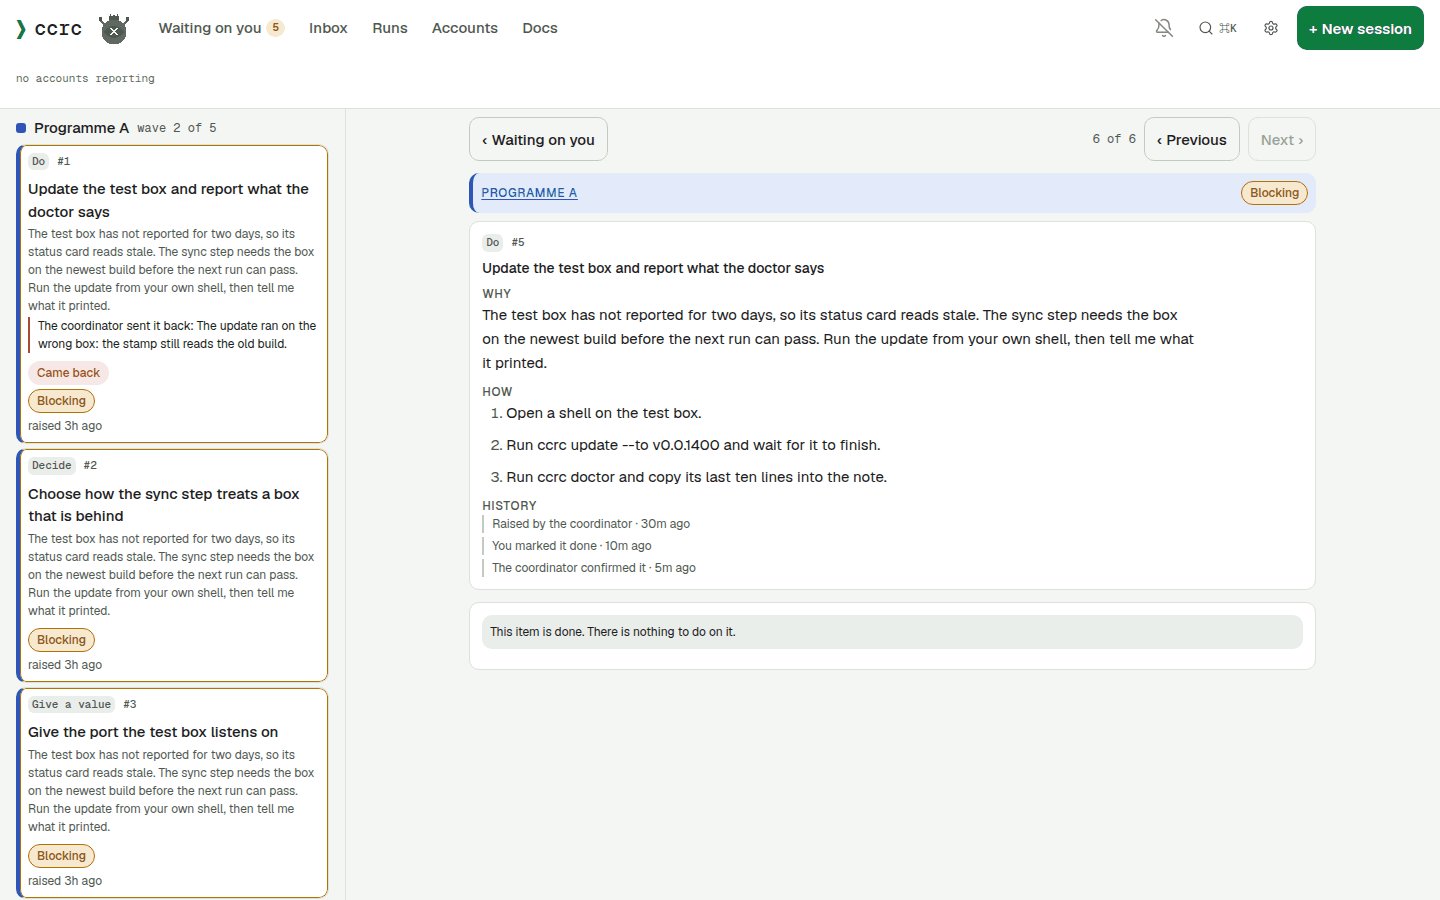 ccrc
Waiting on you 5
Inbox
Runs
Accounts
Docs
⌘K
+ New session
no accounts reporting
Programme A wave 2 of 5
Do #1
Update the test box and report what the
doctor says
The test box has not reported for two days, so its
status card reads stale. The sync step needs the box
on the newest build before the next run can pass.
Run the update from your own shell, then tell me
what it printed.
The coordinator sent it back: The update ran on the
wrong box: the stamp still reads the old build.
Came back
Blocking
raised 3h ago
Decide #2
Choose how the sync step treats a box
that is behind
The test box has not reported for two days, so its
status card reads stale. The sync step needs the box
on the newest build before the next run can pass.
Run the update from your own shell, then tell me
what it printed.
Blocking
raised 3h ago
Give a value #3
Give the port the test box listens on
The test box has not reported for two days, so its
status card reads stale. The sync step needs the box
on the newest build before the next run can pass.
Run the update from your own shell, then tell me
what it printed.
Blocking
raised 3h ago
‹ Waiting on you
6 of 6
‹ Previous
Next ›
PROGRAMME A
Blocking
Do #5
Update the test box and report what the doctor says
WHY
The test box has not reported for two days, so its status card reads stale. The sync step needs the box
on the newest build before the next run can pass. Run the update from your own shell, then tell me what
it printed.
HOW
1. Open a shell on the test box.
2. Run ccrc update --to v0.0.1400 and wait for it to finish.
3. Run ccrc doctor and copy its last ten lines into the note.
HISTORY
Raised by the coordinator · 30m ago
You marked it done · 10m ago
The coordinator confirmed it · 5m ago
This item is done. There is nothing to do on it.